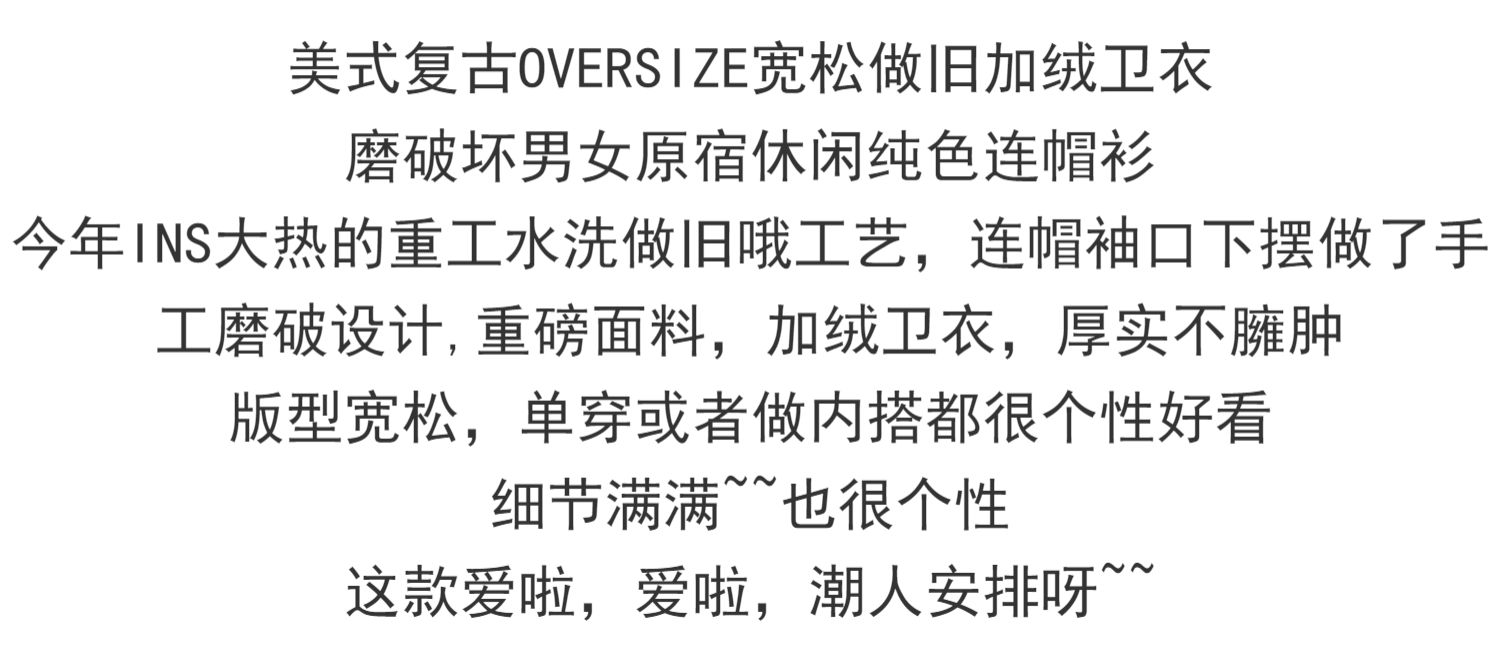 美式复古OVERSIZE宽松做旧加绒卫衣
磨破坏男女原宿休闲纯色连帽衫
今年INS大热的重工水洗做旧哦工艺，连帽袖口下摆做了手
工磨破设计,重磅面料，加绒卫衣，厚实不臃肿
版型宽松，单穿或者做内搭都很个性好看
细节满满~~也很个性
这款爱啦，爱啦，潮人安排呀~~